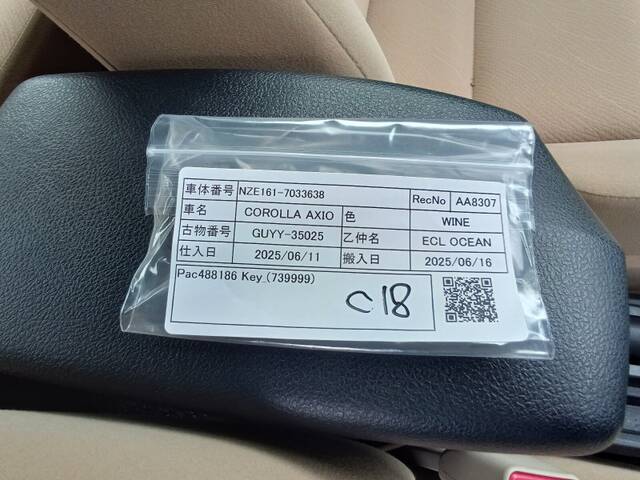 車体番号 NZE161-7033638 RecNo AA8307
車名 COROLLA AXIO 色 WINE
古物番号 GUYY-35025 乙仲名 ECL OCEAN
仕入日 2025/06/11 搬入日 2025/06/16
Pac488186 Key (739999)
C18